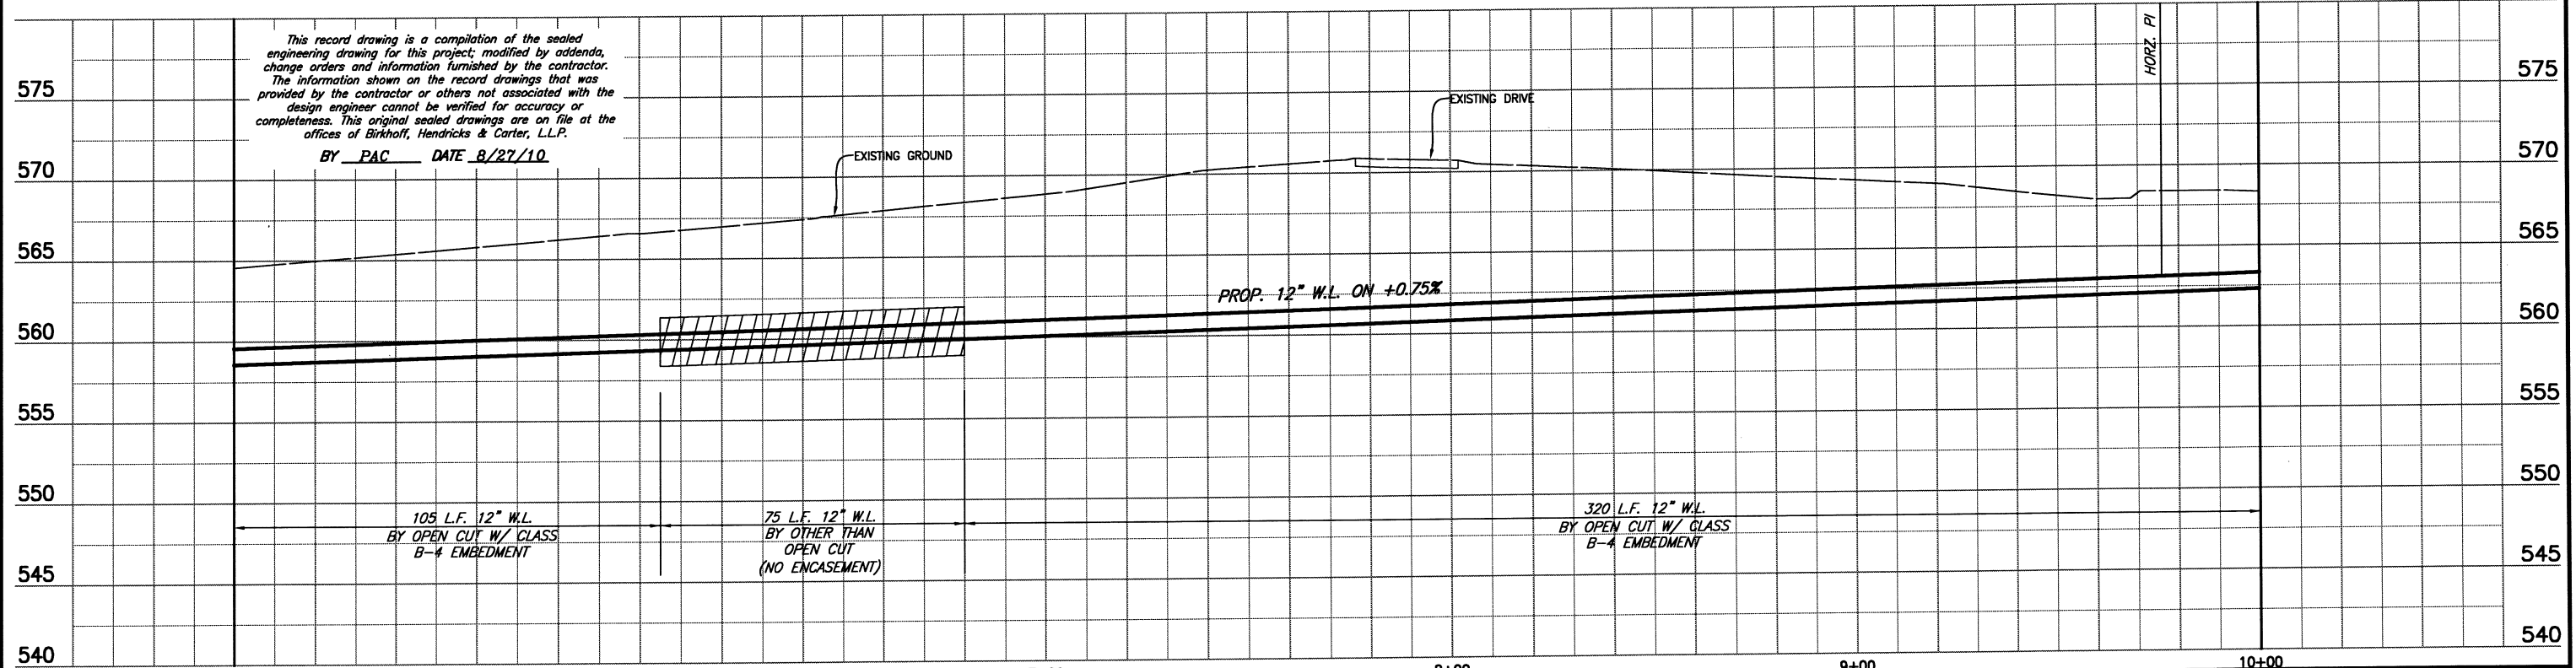 This record drawing is a compilation of the sealed
engineering drawing for this project; modified by addenda,
change orders and information furnished by the contractor.
The information shown on the record drawings that was
provided by the contractor or others not associated with the
design engineer cannot be verified for accuracy or
completeness. This original sealed drawings are on file at the
offices of Birkhoff, Hendricks & Carter, L.L.P.
BY PAC DATE 8/27/10
HORZ. PI
575
575
EXISTING DRIVE
EXISTING GROUND
570
570
565
565
PROP. 12" W.L. ON +0.75%
560
560
555
555
550
550
105 L.F. 12" W.L.
BY OPEN CUT W/ CLASS
B-4 EMBEDMENT
75 L.F. 12" W.L.
BY OTHER THAN
OPEN CUT
(NO ENCASEMENT)
320 L.F. 12" W.L.
BY OPEN CUT W/ CLASS
B-4 EMBEDMENT
545
545
540
540
8+00
9+00
10+00